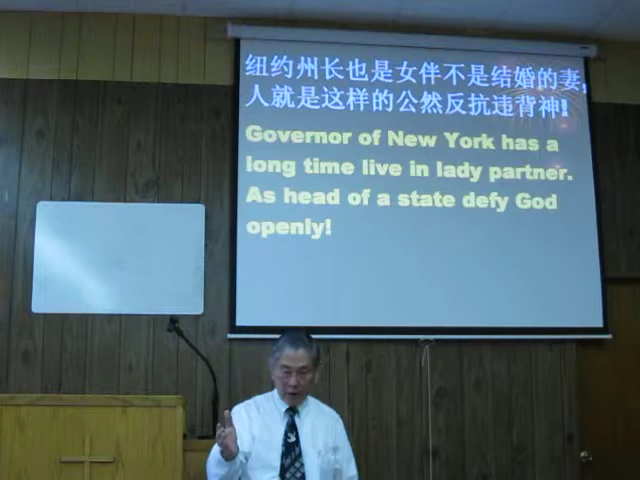 纽约州长也是女伴不是结婚的妻,
人就是这样的公然反抗违背神!
Governor of New York has a
long time live in lady partner.
As head of a state defy God
openly!